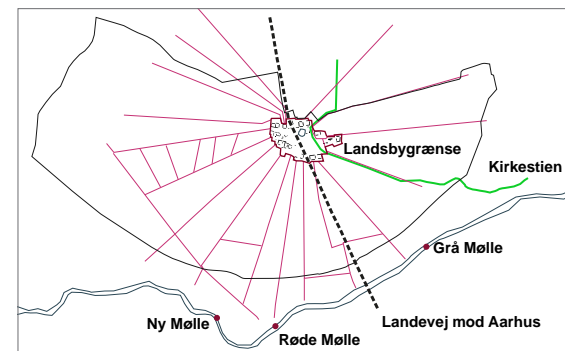 Landsbygrænse
Kirkestien
Grå Mølle
Ny Mølle
Landevej mod Aarhus
Røde Mølle